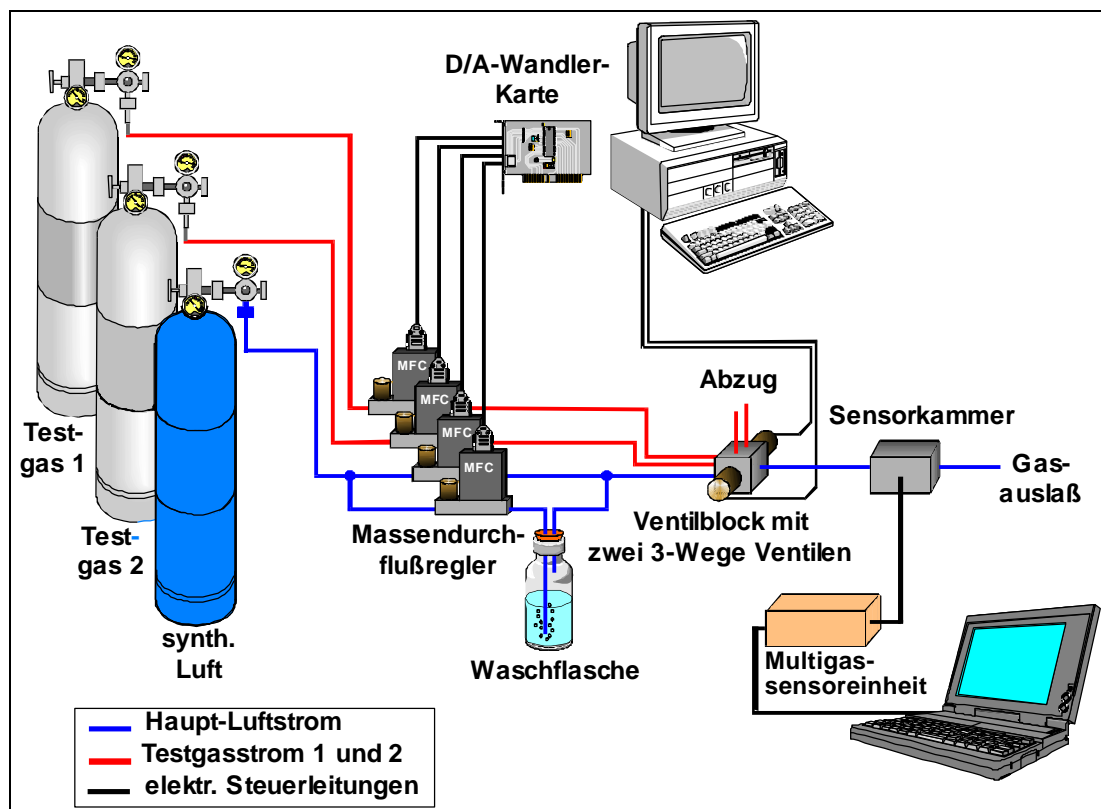 D/A-Wandler-
Karte
MFC
MFC
MFC
MFC
Abzug
Sensorkammer
Gas-
auslaß
Test-
gas 1
Test-
gas 2
synth.
Luft
Massendurch-
flußregler
Ventilblock mit
zwei 3-Wege Ventilen
Waschflasche
Multigas-
sensoreinheit
Haupt-Luftstrom
Testgasstrom 1 und 2
elektr. Steuerleitungen